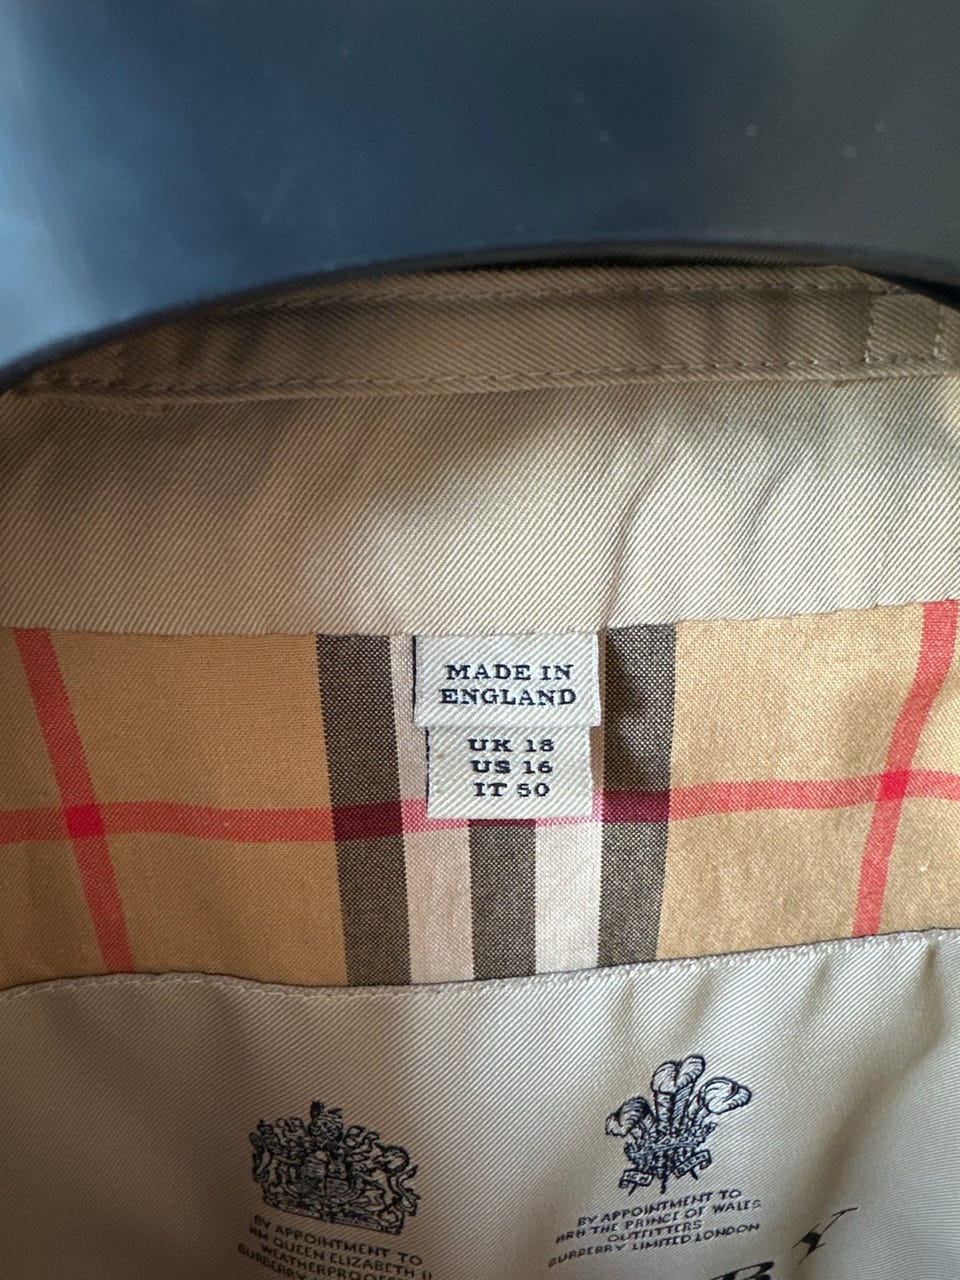 MADE IN
ENGLAND
UK 18
US 16
IT 50
BY APPOINTMENT TO
HM QUEEN ELIZABETH II
BY APPOINTMENT TO
HRH THE PRINCE OF WALES
OUTFITTERS
BURBERRY LIMITED LONDON